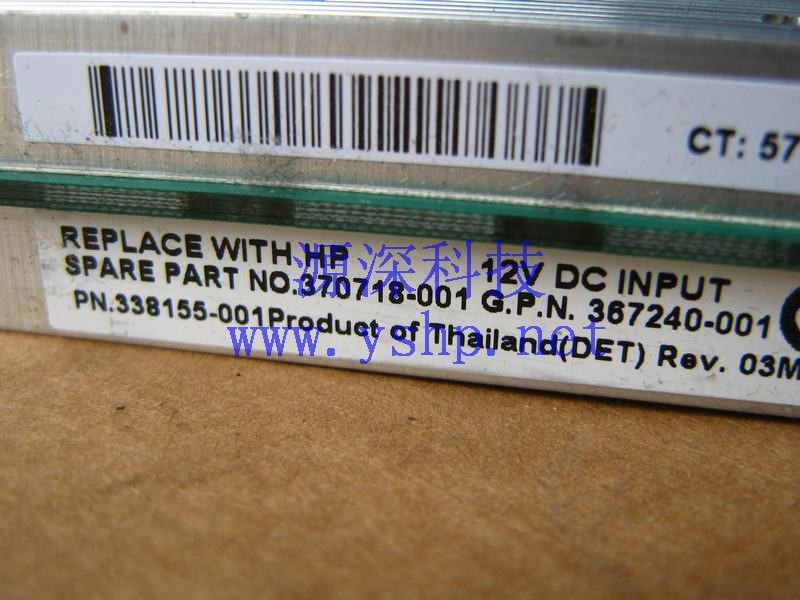 CT: 57
REPLACE WITH HP 12V DC INPUT
SPARE PART NO.370718-001 G.P.N. 367240-001
PN.338155-001Product of Thailand(DET) Rev. 03M
源深科技
www.yshp.net